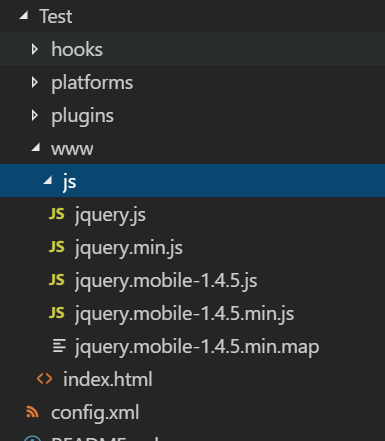 Test
hooks
platforms
plugins
www
js
JS jquery.js
JS jquery.min.js
JS jquery.mobile-1.4.5.js
JS jquery.mobile-1.4.5.min.js
jquery.mobile-1.4.5.min.map
index.html
config.xml